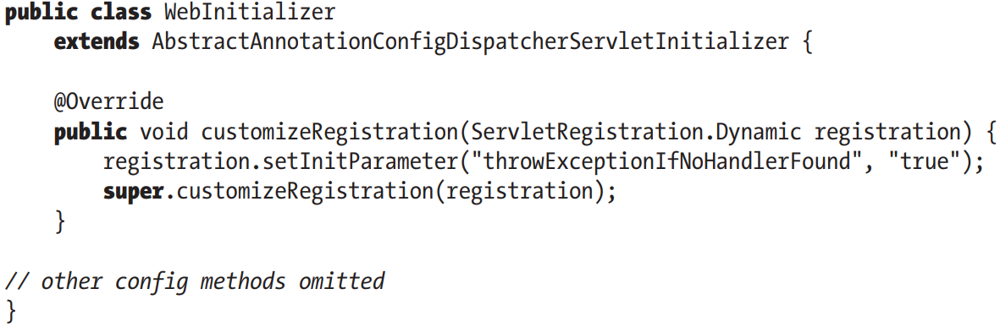 public class WebInitializer
    extends AbstractAnnotationConfigDispatcherServletInitializer {

    @Override
    public void customizeRegistration(ServletRegistration.Dynamic registration) {
        registration.setInitParameter("throwExceptionIfNoHandlerFound", "true");
        super.customizeRegistration(registration);
    }

// other config methods omitted
}